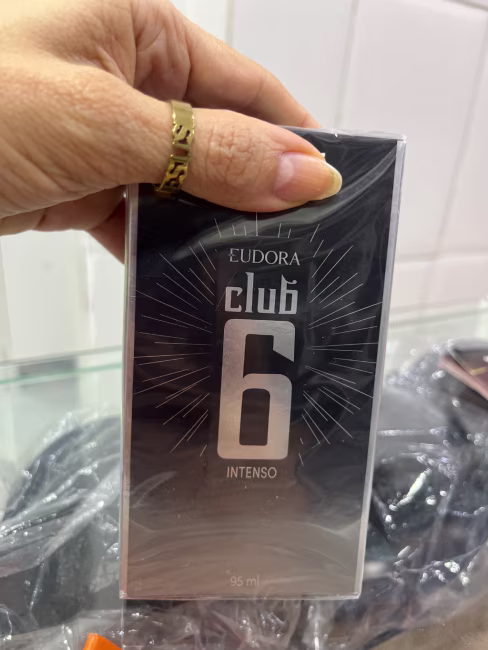 EUDORA
club
6
INTENSO
95 ml